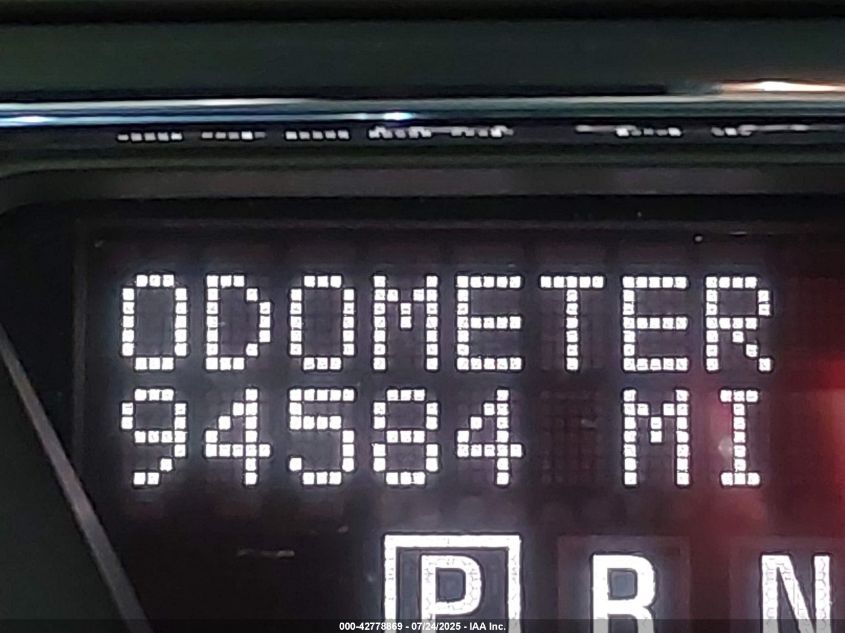 ODOMETER
94584 MI
P R N
000-42778869 - 07/24/2025 - IAA Inc.